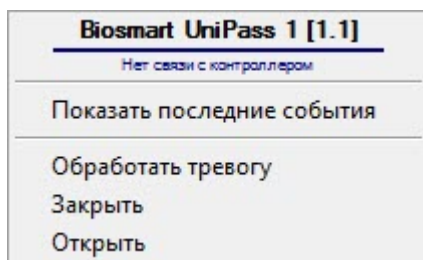 Biosmart UniPass 1 [1.1]
Нет связи с контроллером
Показать последние события
Обработать тревогу
Закрыть
Открыть